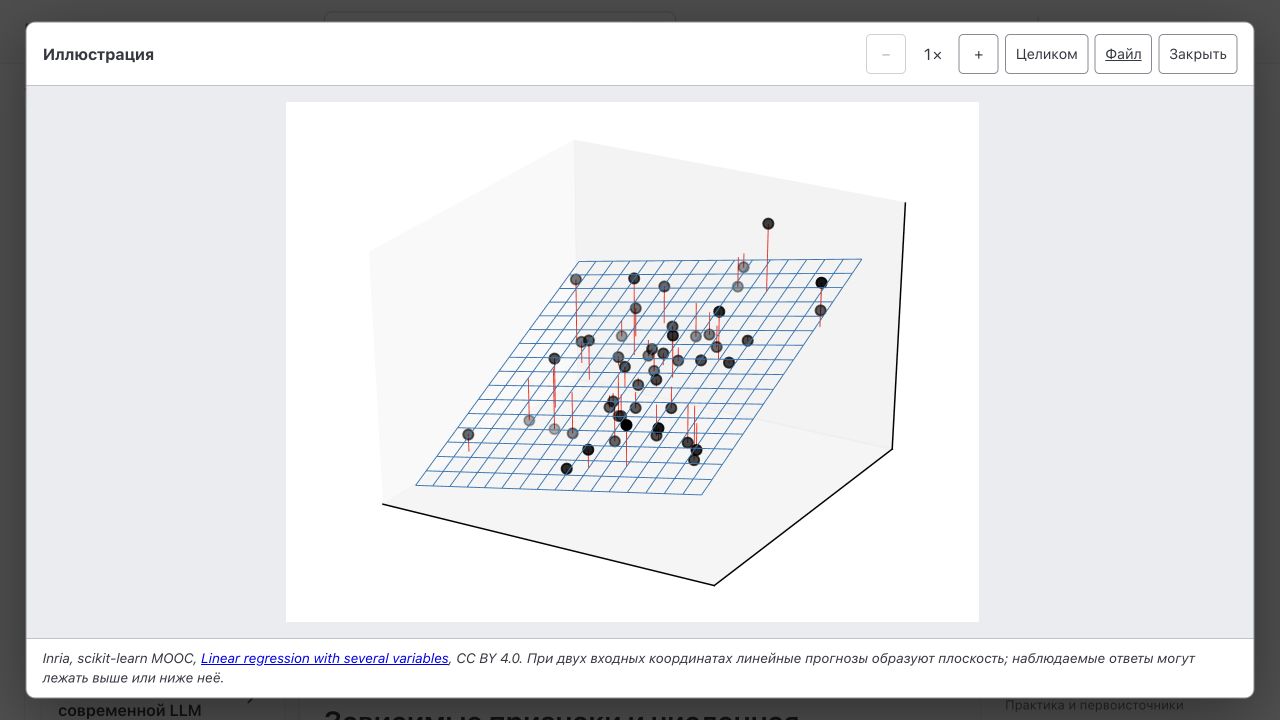 Иллюстрация
− 1× + Целиком Файл Закрыть
Inria, scikit-learn MOOC, Linear regression with several variables, CC BY 4.0. При двух входных координатах линейные прогнозы образуют плоскость; наблюдаемые ответы могут
лежать выше или ниже неё.
современной LLM
Практика и первоисточники